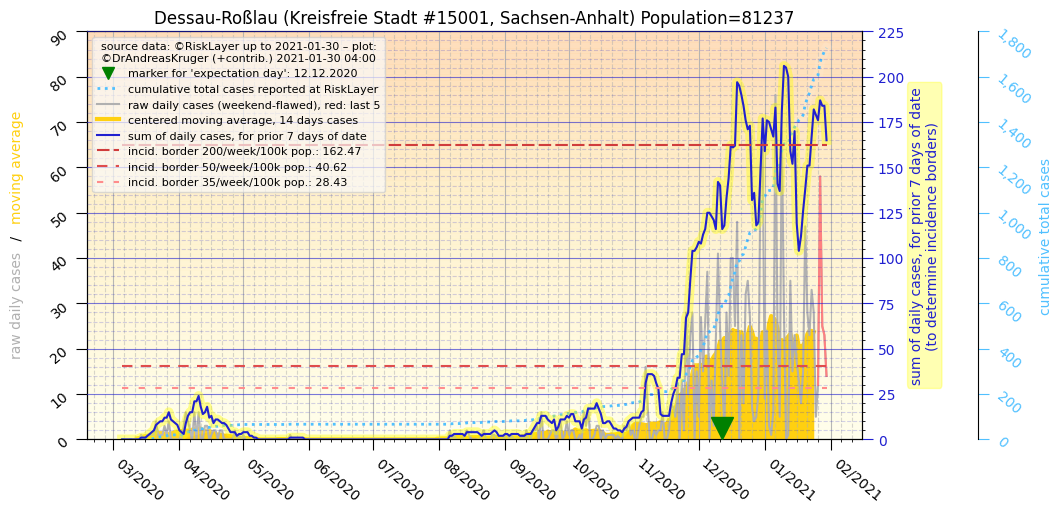 Dessau-Roßlau (Kreisfreie Stadt #15001, Sachsen-Anhalt) Population=81237
source data: ©RiskLayer up to 2021-01-30 – plot:
©DrAndreasKruger (+contrib.) 2021-01-30 04:00
marker for 'expectation day': 12.12.2020
cumulative total cases reported at RiskLayer
raw daily cases (weekend-flawed), red: last 5
centered moving average, 14 days cases
sum of daily cases, for prior 7 days of date
incid. border 200/week/100k pop.: 162.47
incid. border 50/week/100k pop.: 40.62
incid. border 35/week/100k pop.: 28.43
raw daily cases / moving average
90
80
70
60
50
40
30
20
10
0
225
200
175
150
125
100
75
50
25
0
sum of daily cases, for prior 7 days of date
(to determine incidence borders)
1,800
1,600
1,400
1,200
1,000
800
600
400
200
0
cumulative total cases
03/2020
04/2020
05/2020
06/2020
07/2020
08/2020
09/2020
10/2020
11/2020
12/2020
01/2021
02/2021